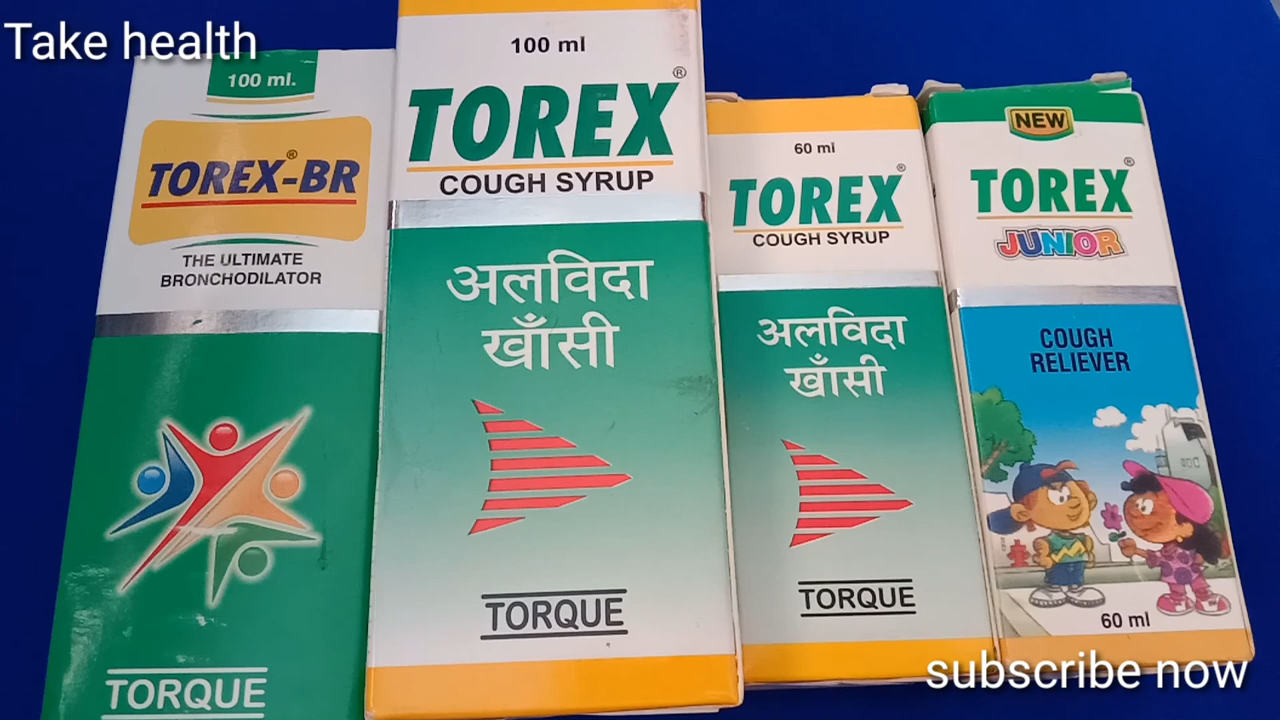 Take health
100 ml.
TOREX-BR®
THE ULTIMATE
BRONCHODILATOR
TORQUE
100 ml
TOREX®
COUGH SYRUP
अलविदा
खाँसी
TORQUE
60 ml
TOREX®
COUGH SYRUP
अलविदा
खाँसी
TORQUE
NEW
TOREX®
JUNIOR
COUGH
RELIEVER
60 ml
subscribe now